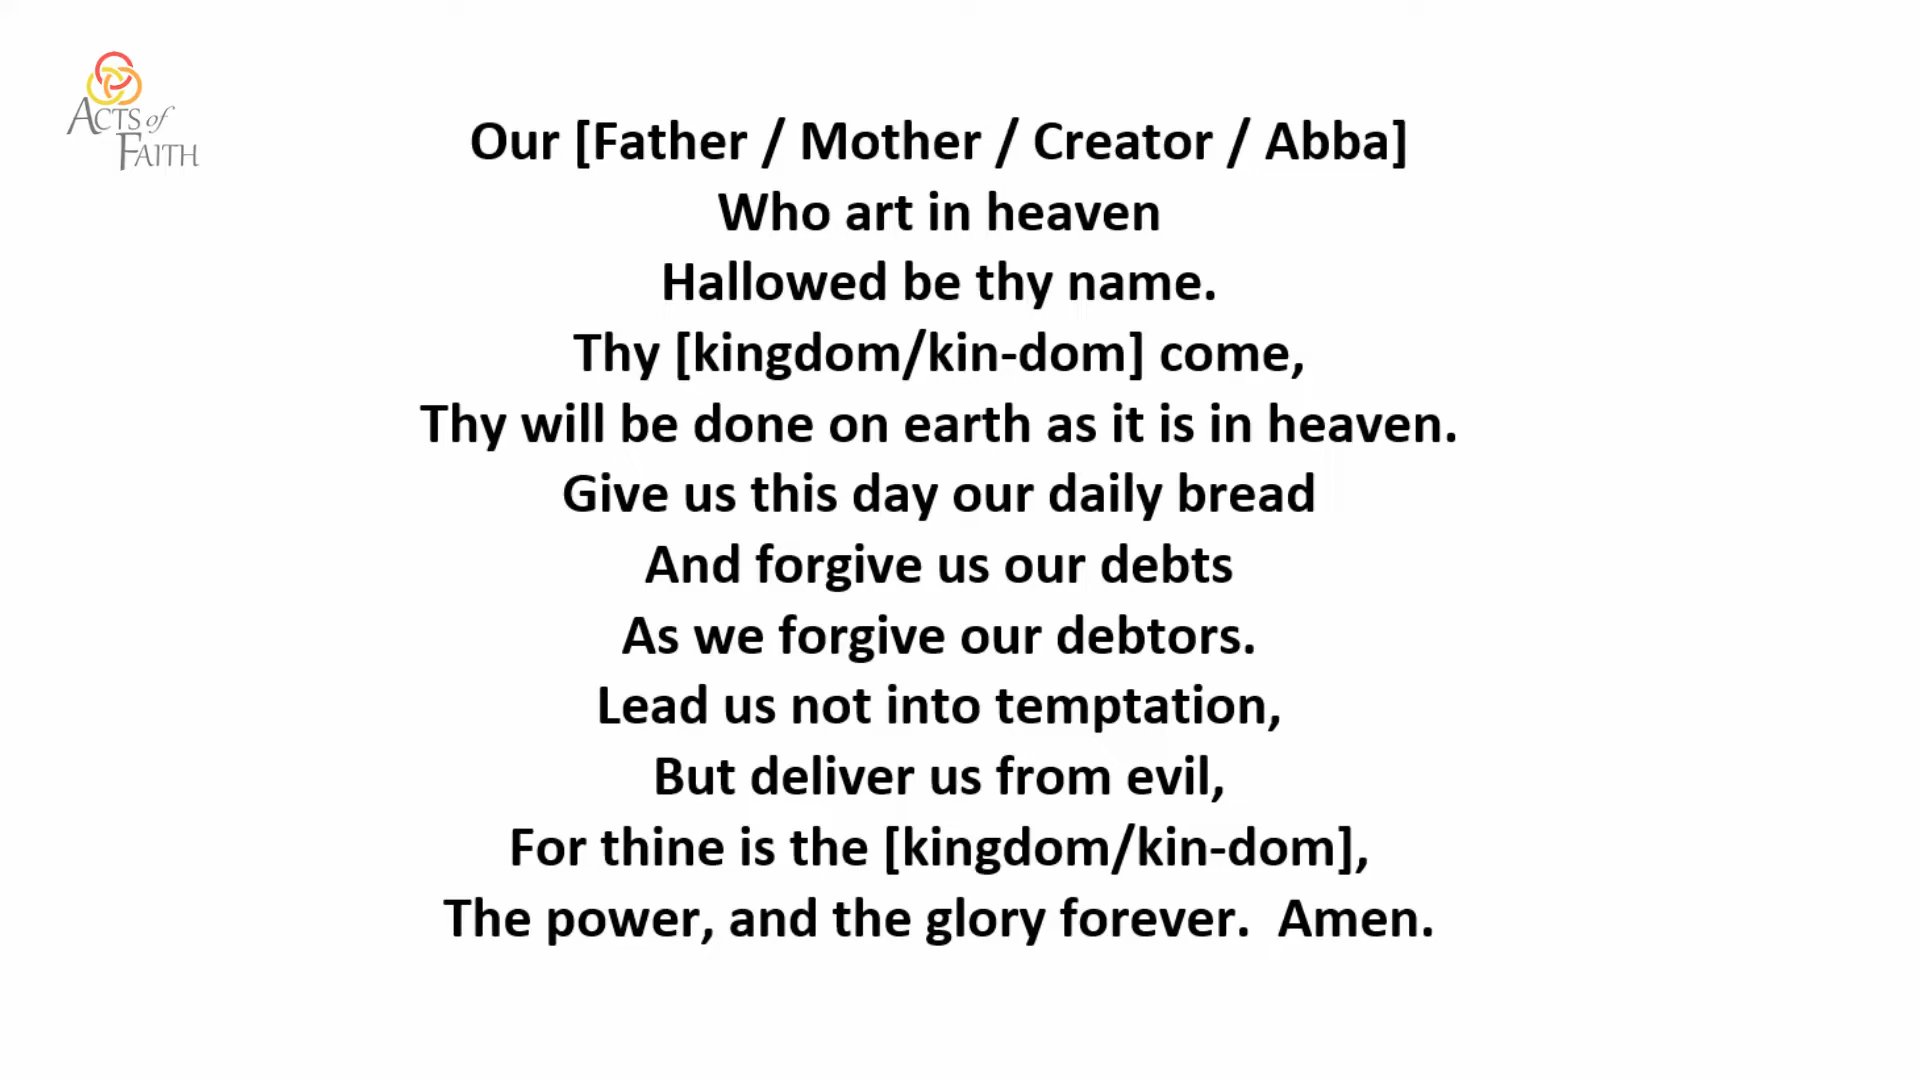 Acts of
Faith
Our [Father / Mother / Creator / Abba]
Who art in heaven
Hallowed be thy name.
Thy [kingdom/kin-dom] come,
Thy will be done on earth as it is in heaven.
Give us this day our daily bread
And forgive us our debts
As we forgive our debtors.
Lead us not into temptation,
But deliver us from evil,
For thine is the [kingdom/kin-dom],
The power, and the glory forever.  Amen.